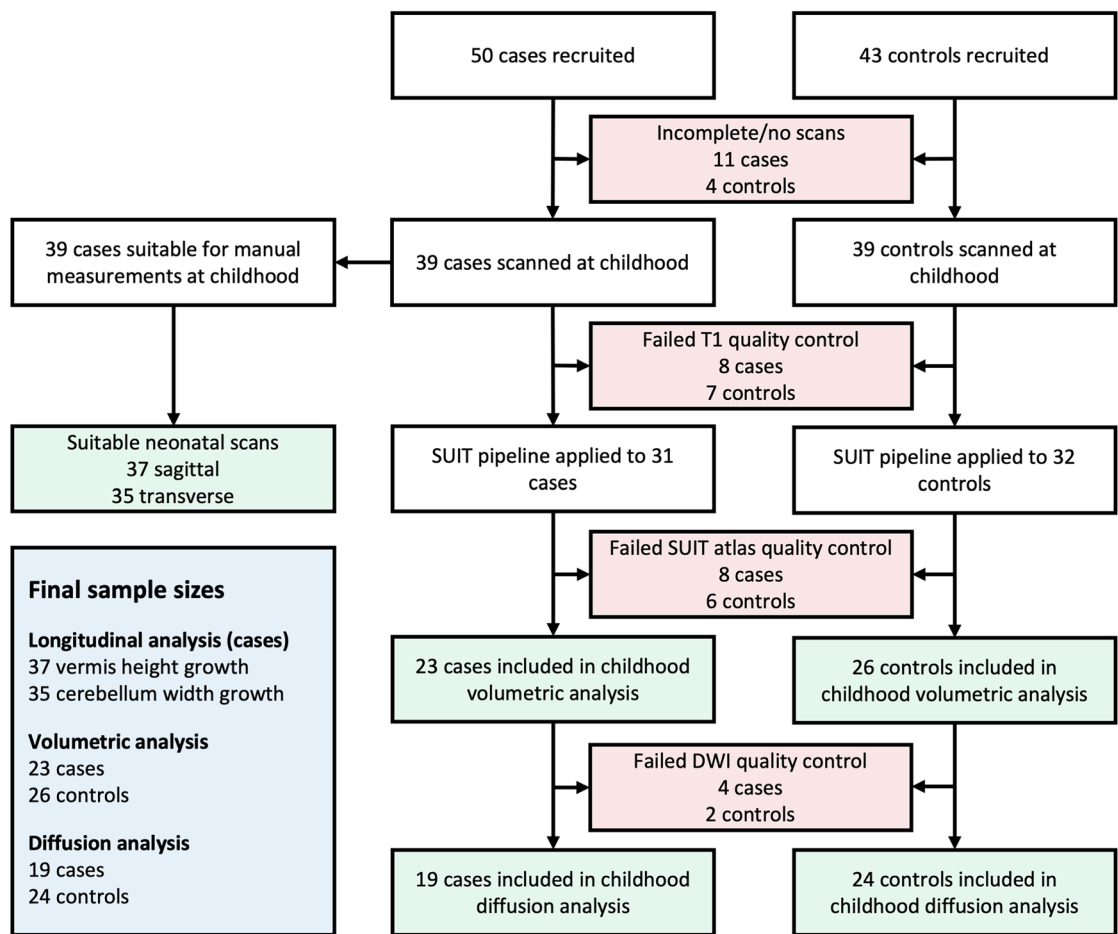 50 cases recruited
43 controls recruited
Incomplete/no scans
11 cases
4 controls
39 cases suitable for manual
measurements at childhood
39 cases scanned at childhood
39 controls scanned at
childhood
Failed T1 quality control
8 cases
7 controls
Suitable neonatal scans
37 sagittal
35 transverse
SUIT pipeline applied to 31
cases
SUIT pipeline applied to 32
controls
Failed SUIT atlas quality control
8 cases
6 controls
Final sample sizes
Longitudinal analysis (cases)
37 vermis height growth
35 cerebellum width growth
Volumetric analysis
23 cases
26 controls
Diffusion analysis
19 cases
24 controls
23 cases included in childhood
volumetric analysis
26 controls included in
childhood volumetric analysis
Failed DWI quality control
4 cases
2 controls
19 cases included in childhood
diffusion analysis
24 controls included in
childhood diffusion analysis